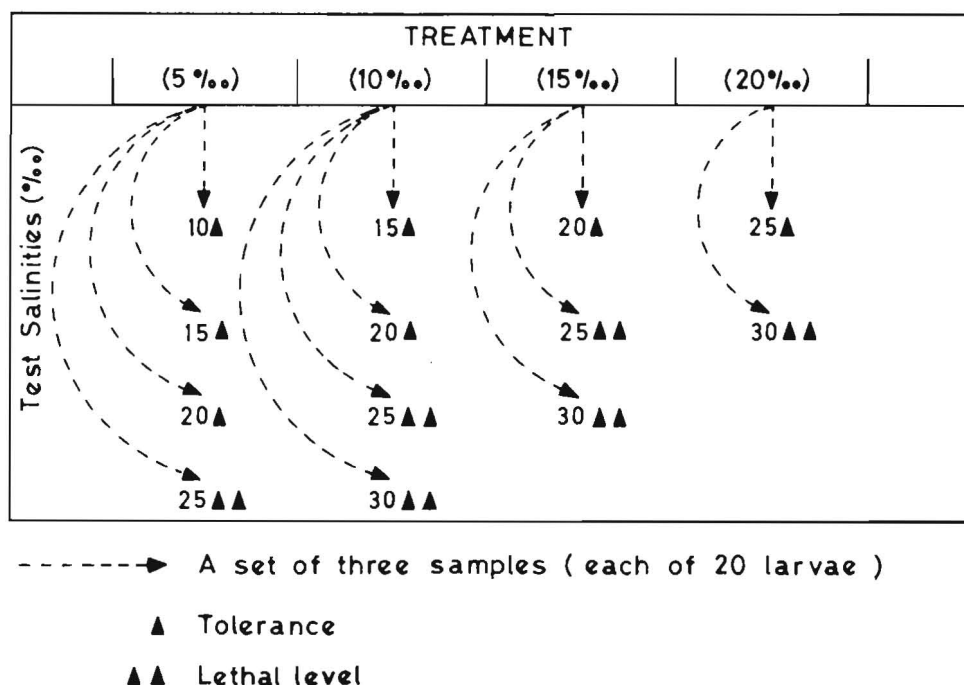 TREATMENT
(5‰) (10‰) (15‰) (20‰)
Test Salinities (‰)
10▲ 15▲ 20▲ 25▲
15▲ 20▲ 25▲▲ 30▲▲
20▲ 25▲▲ 30▲▲
25▲▲ 30▲▲
A set of three samples ( each of 20 larvae )
▲ Tolerance
▲▲ Lethal level